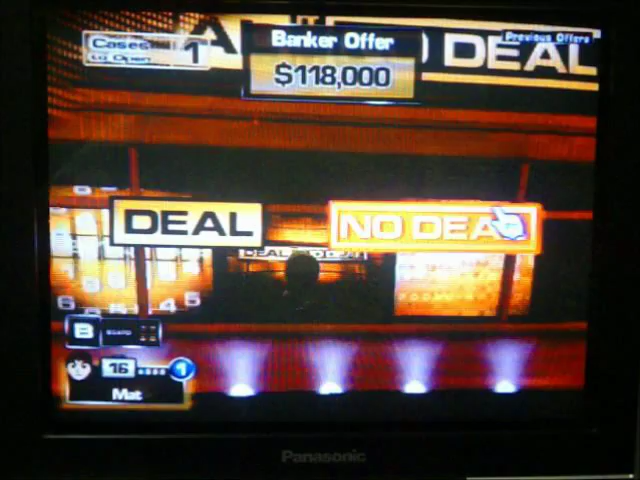 Cases
to Open
1
Banker Offer
$118,000
Previous Offers
NO DEAL
DEAL
NO DEAL
DEAL NO DEAL
B
16
1
Mat
Panasonic